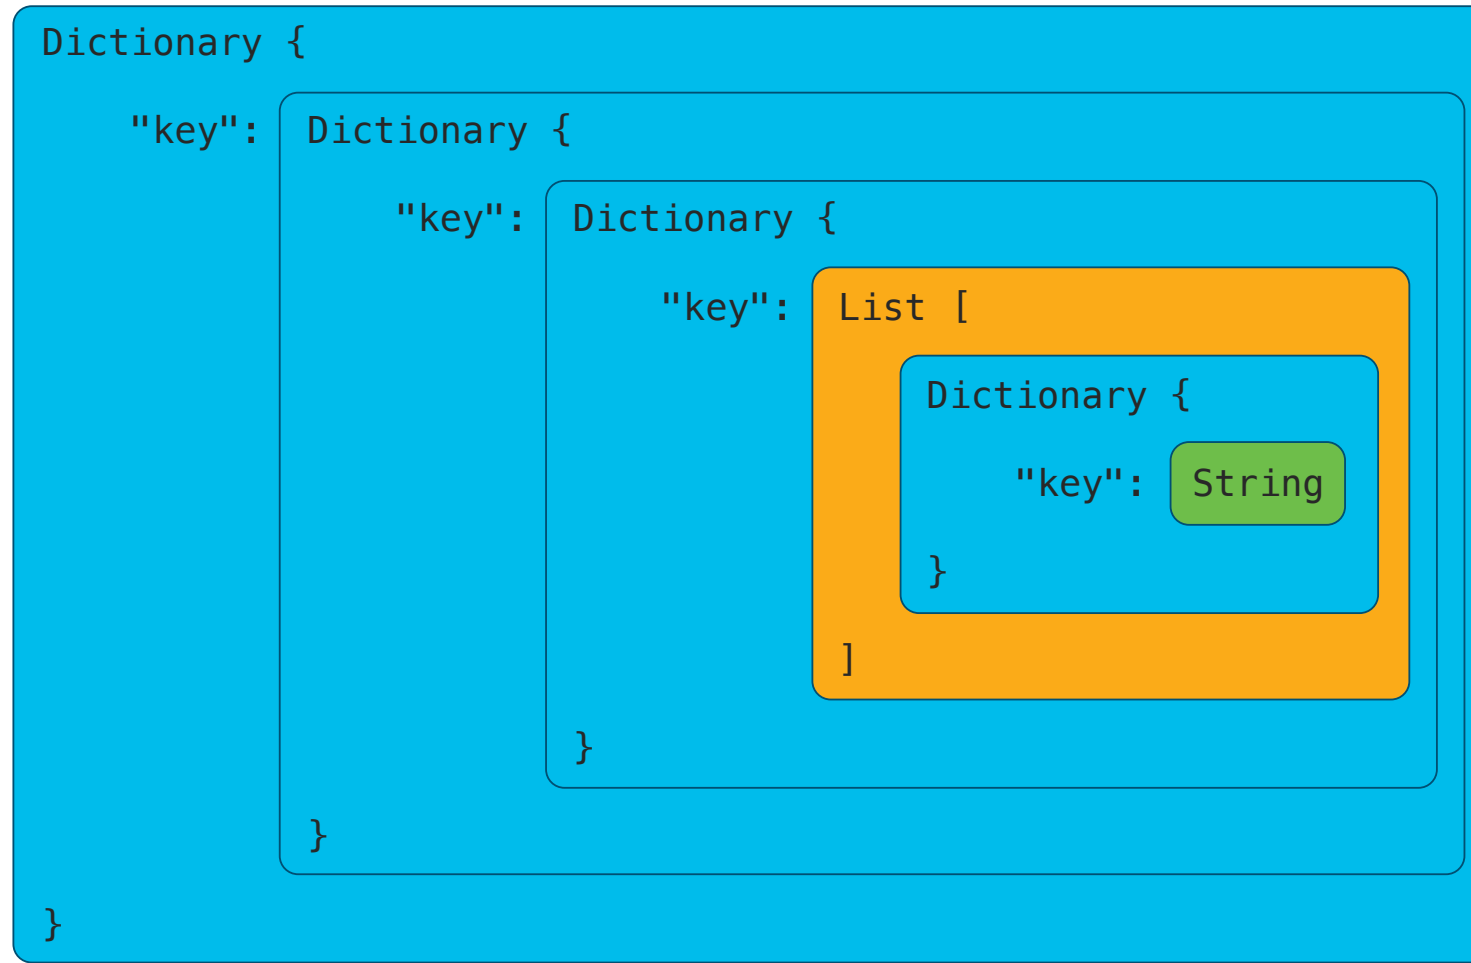 Dictionary {
"key": Dictionary {
"key": Dictionary {
"key": List [
Dictionary {
"key": String
}
]
}
}
}